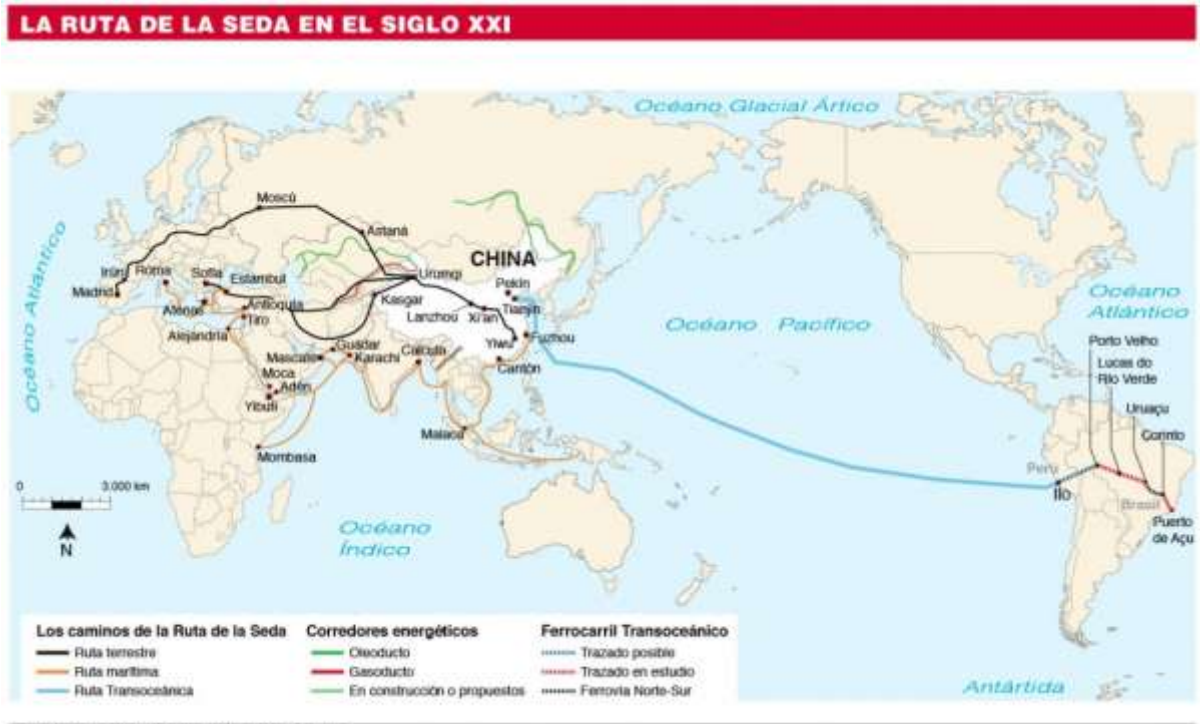 LA RUTA DE LA SEDA EN EL SIGLO XXI
Océano Glacial Ártico
Moscú
Astaná
CHINA
Océano Atlántico
Irún
Roma
Sofía
Estambul
Urumqi
Pekín
Madrid
Atenas
Antioquía
Kasgar
Lanzhou
Xi'an
Tianjin
Océano
Atlántico
Tiro
Océano Pacífico
Alejandría
Yiwu
Fuzhou
Guadar
Mascate
Karachi
Calcuta
Cantón
Porto Velho
Lucas do
Rilo Verde
Moca
Adén
Yibuti
Uruaçu
Corinto
Malaca
Mombasa
Perú
Ilo
Brasil
0
3.000 km
N
Océano
Índico
Puerto
de Açu
Los caminos de la Ruta de la Seda
Ruta terrestre
Ruta marítima
Ruta Transoceánica
Corredores energéticos
Oleoducto
Gasoducto
En construcción o propuestos
Ferrocarril Transoceánico
Trazado posible
Trazado en estudio
Ferrovia Norte-Sur
Antártida